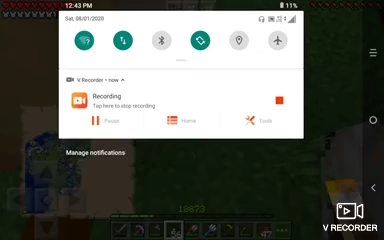 12:43 PM
11%
Sat, 08/01/2020
V Recorder • now
Recording
Tap here to stop recording
Pause
Home
Tools
Manage notifications
V RECORDER